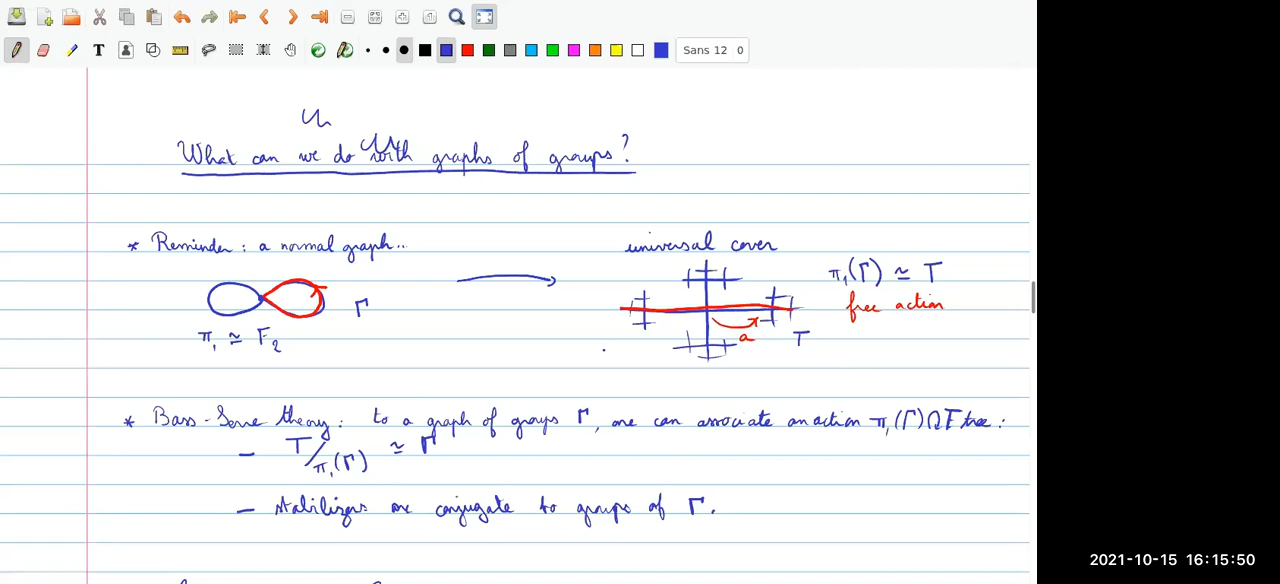 Sans 12 0
What can we do with graphs of groups?
* Reminder: a normal graph..
universal cover
Γ
π₁ ≃ F₂
π₁(Γ) ≃ T
free action
a
T
* Bass-Serre theory: to a graph of groups Γ, one can associate an action π₁(Γ) tree:
- T/π₁(Γ) ≃ Γ
- stabilizers are conjugate to groups of Γ.
2021-10-15 16:15:50